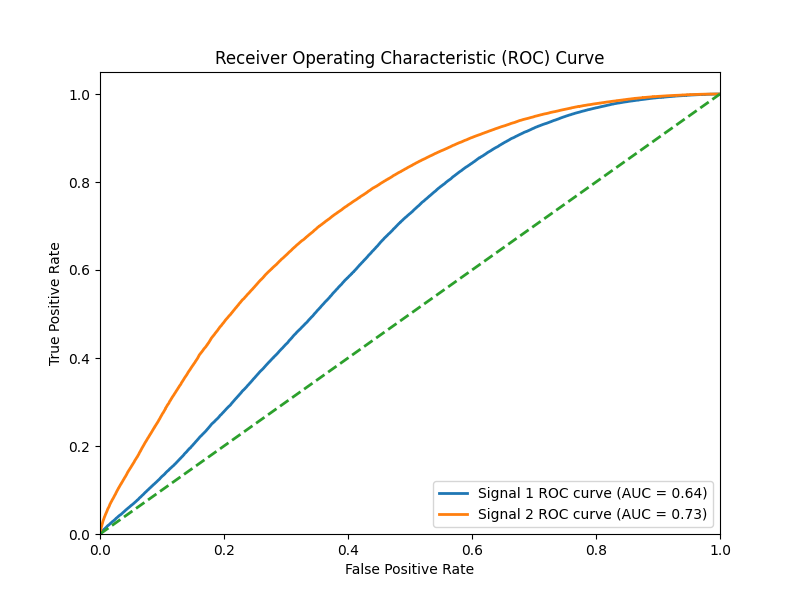 Receiver Operating Characteristic (ROC) Curve
True Positive Rate
1.0
0.8
0.6
0.4
0.2
0.0
Signal 1 ROC curve (AUC = 0.64)
Signal 2 ROC curve (AUC = 0.73)
0.0 0.2 0.4 0.6 0.8 1.0
False Positive Rate